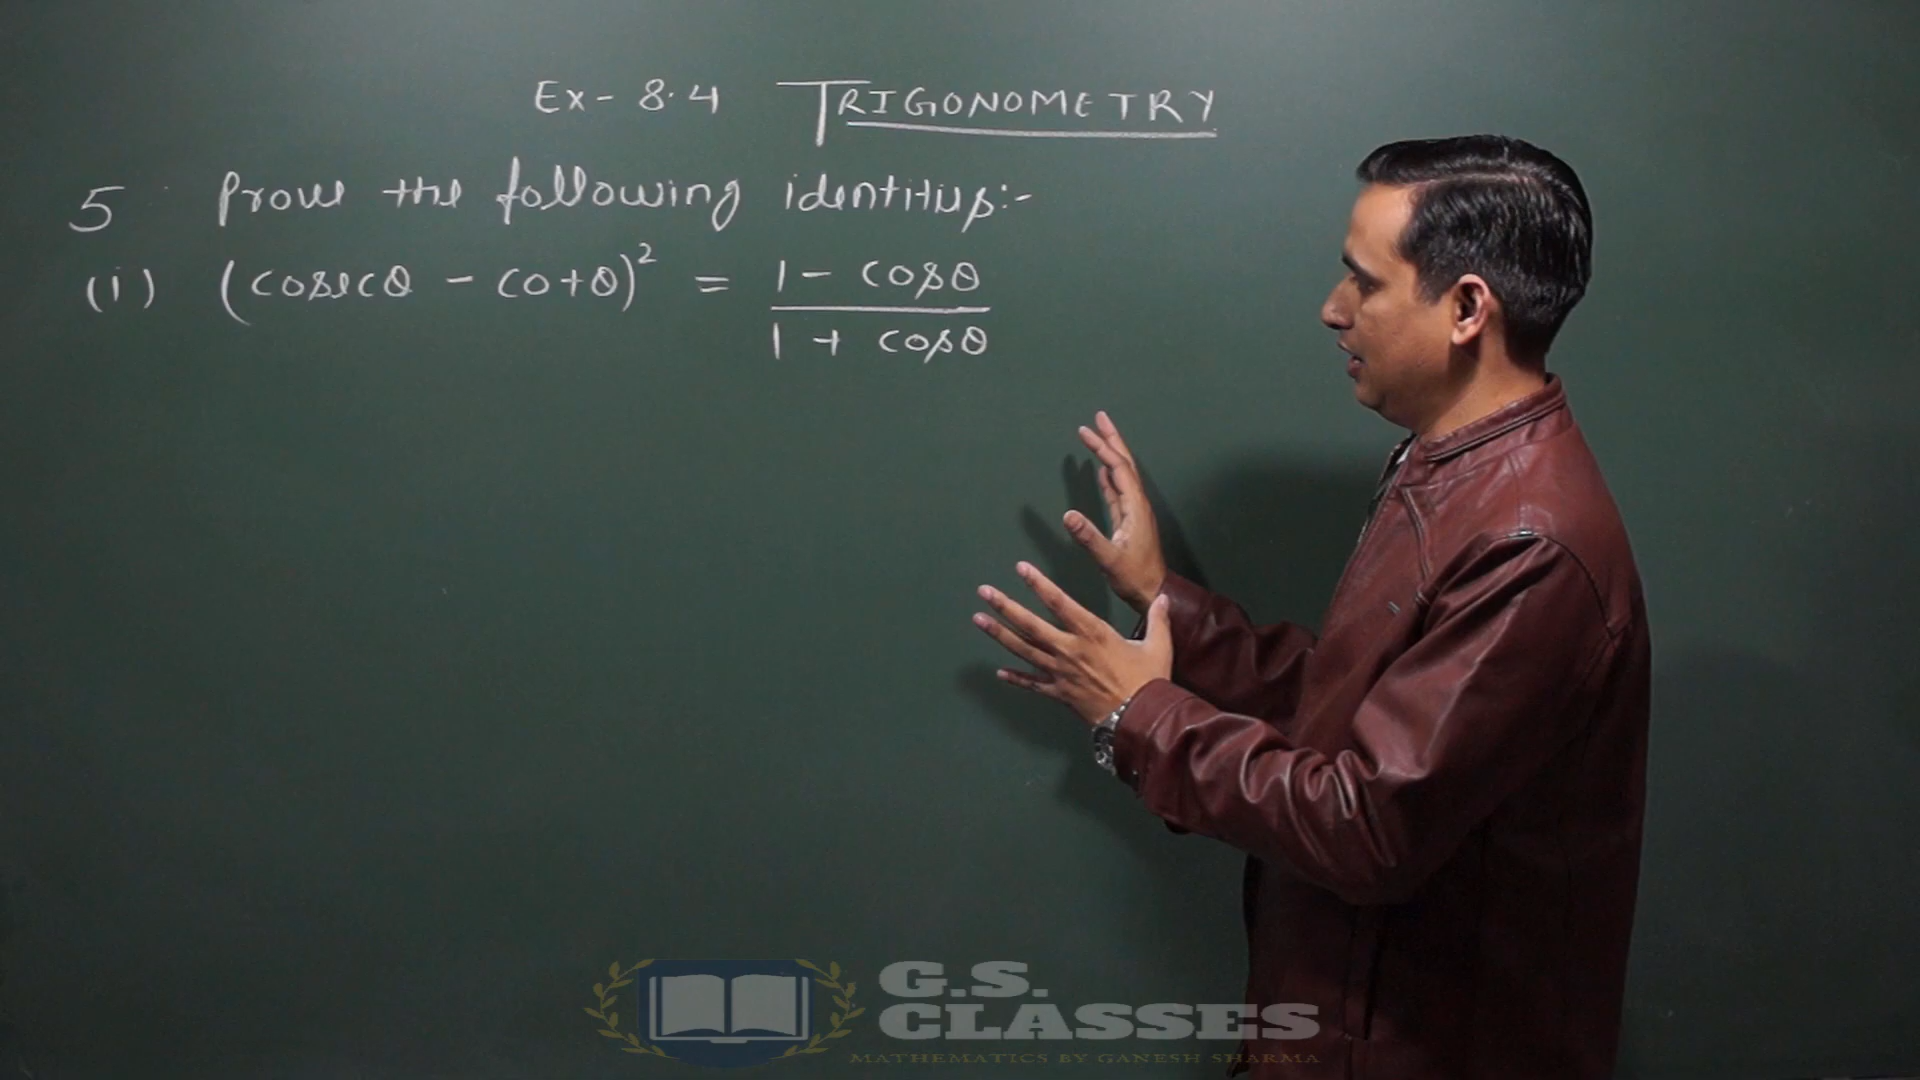 Ex - 8.4 TRIGONOMETRY
5 Prove the following identities:-
(i) (cosecθ - cotθ)² = 1 - cosθ
1 + cosθ
G.S.
CLASSES
MATHEMATICS BY GANESH SHARMA